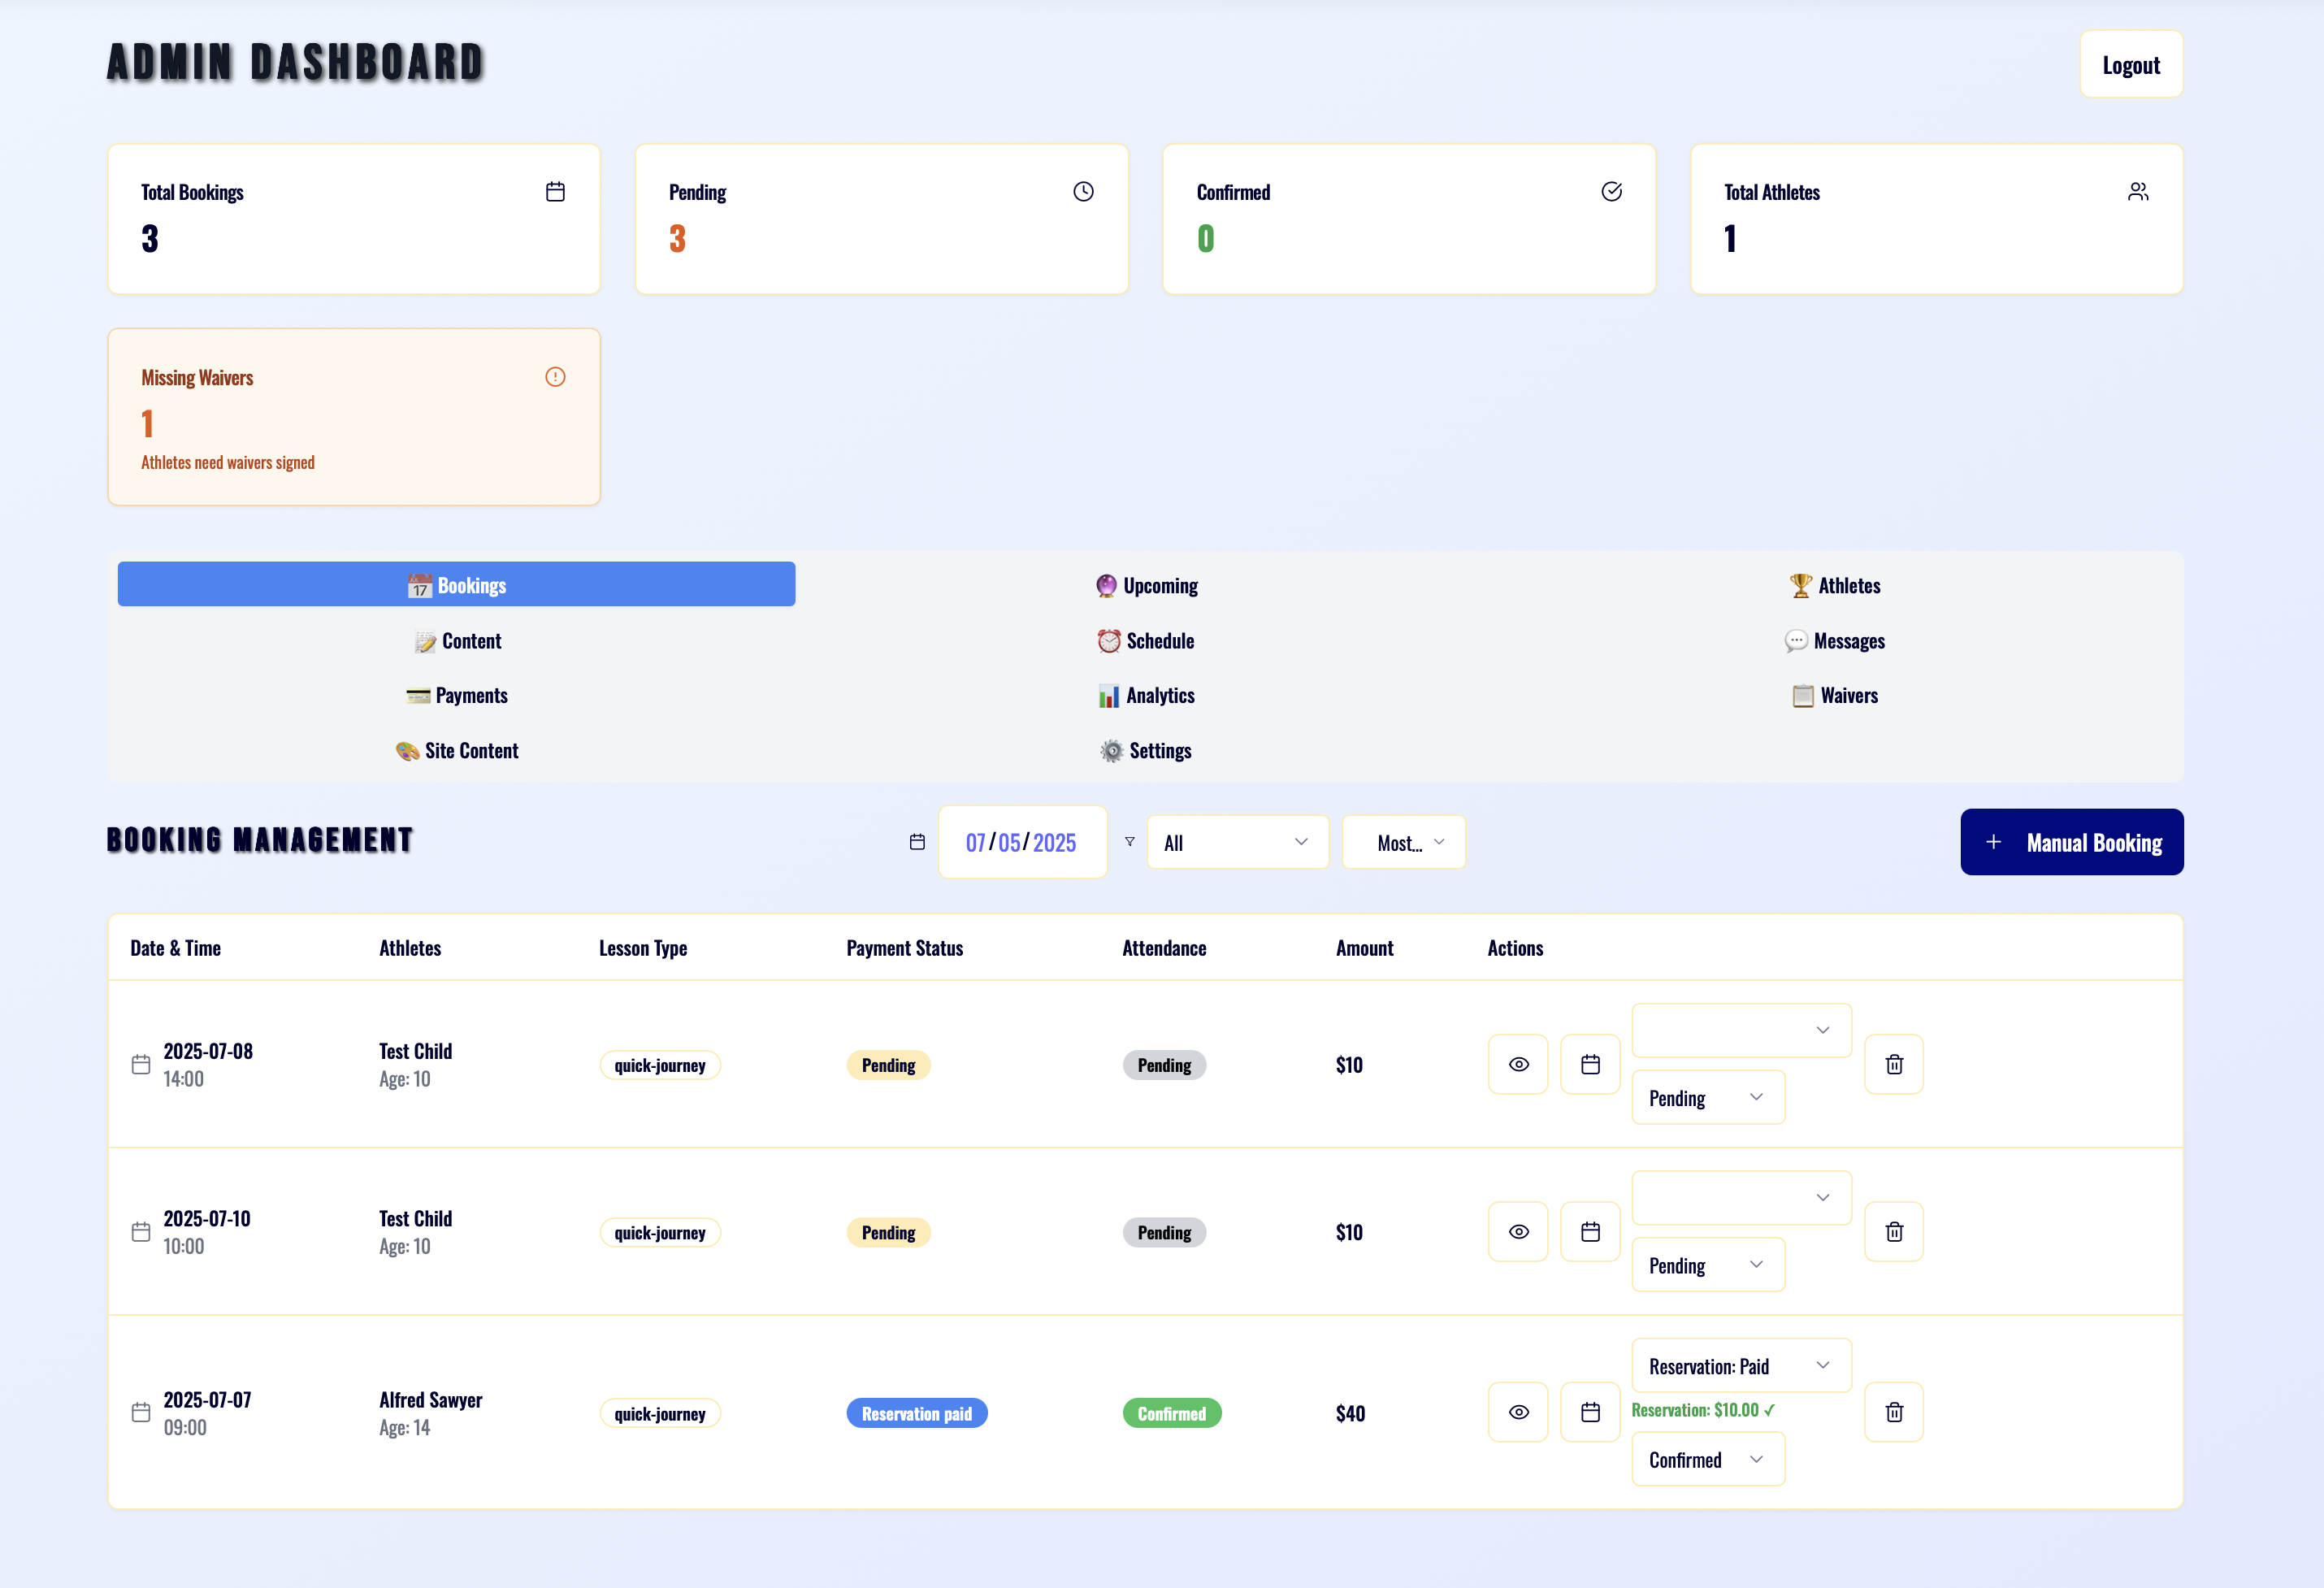 ADMIN DASHBOARD
Logout
Total Bookings
3
Pending
3
Confirmed
0
Total Athletes
1
Missing Waivers
1
Athletes need waivers signed
📅 Bookings
🔮 Upcoming
🏆 Athletes
📝 Content
⏰ Schedule
💬 Messages
💳 Payments
📊 Analytics
📋 Waivers
🎨 Site Content
⚙️ Settings
BOOKING MANAGEMENT
07/05/2025
All
Most...
Manual Booking
Date & Time Athletes Lesson Type Payment Status Attendance Amount Actions
2025-07-08
14:00
Test Child
Age: 10
quick-journey
Pending
Pending
$10
Pending
2025-07-10
10:00
Test Child
Age: 10
quick-journey
Pending
Pending
$10
Pending
2025-07-07
09:00
Alfred Sawyer
Age: 14
quick-journey
Reservation paid
Confirmed
$40
Reservation: Paid
Reservation: $10.00 ✓
Confirmed